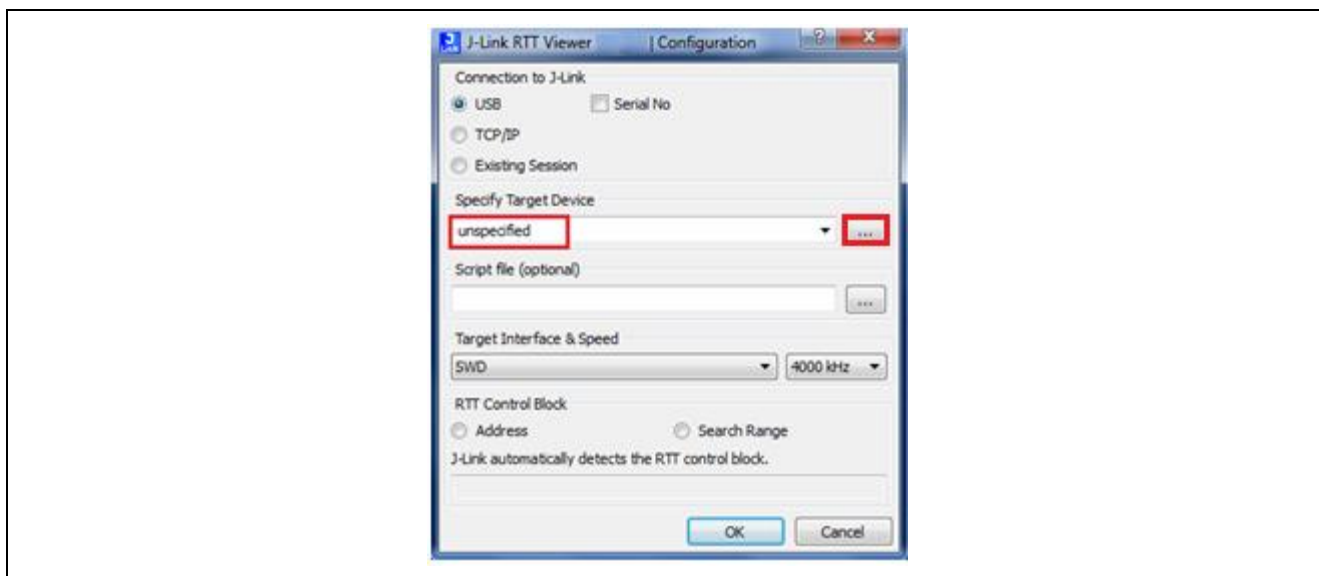 J-Link RTT Viewer | Configuration
Connection to J-Link
USB Serial No
TCP/IP
Existing Session
Specify Target Device
unspecified ...
Script file (optional)
...
Target Interface & Speed
SWD 4000 kHz
RTT Control Block
Address Search Range
J-Link automatically detects the RTT control block.
OK Cancel